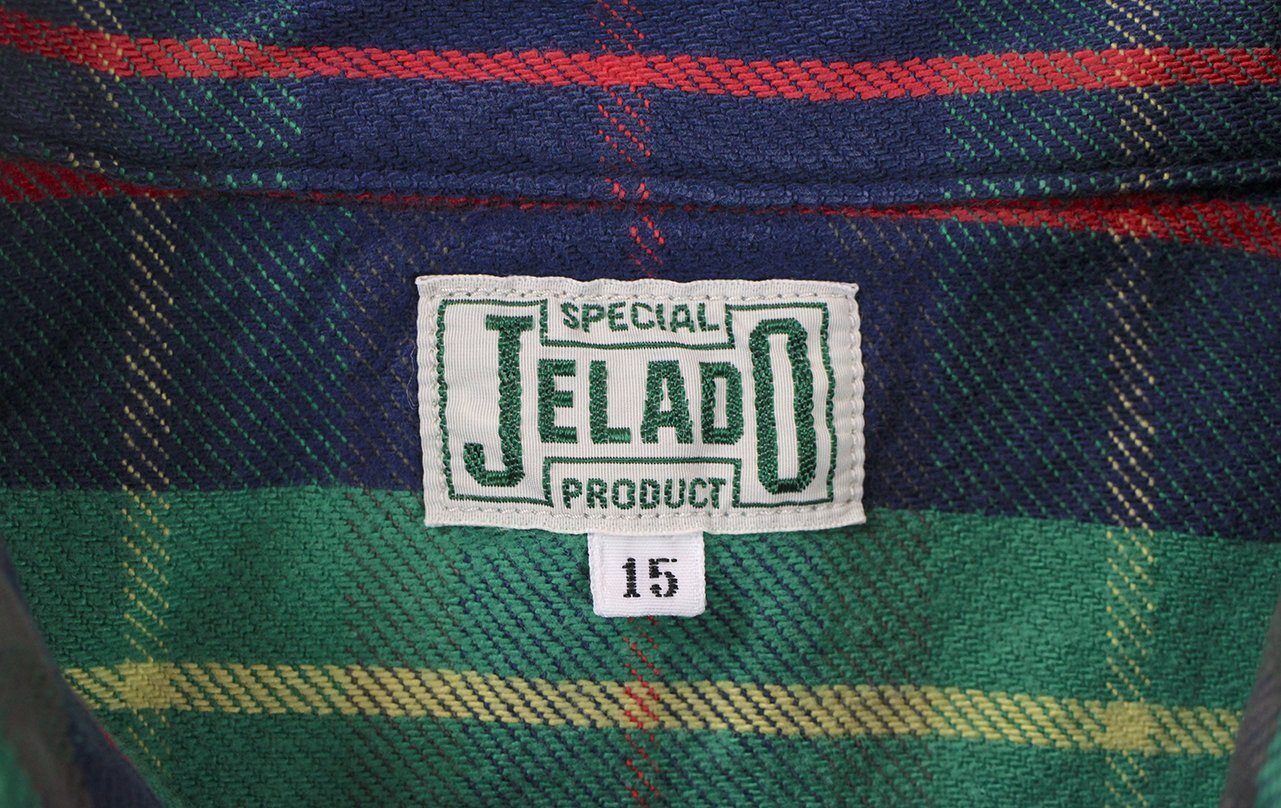 SPECIAL
JELADO
PRODUCT
15